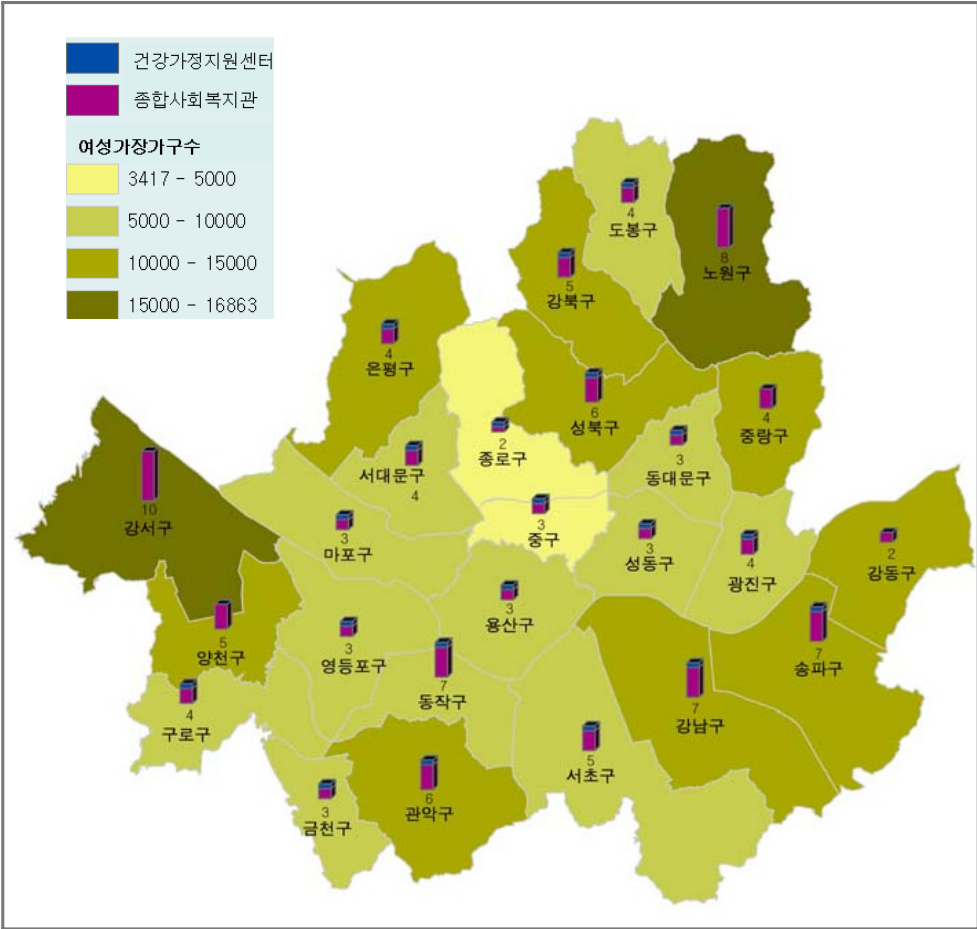 건강가정지원센터
종합사회복지관
여성가장가구수
3417 - 5000
5000 - 10000
10000 - 15000
15000 - 16863
4
도봉구
8
노원구
5
강북구
4
은평구
6
성북구
4
중랑구
2
종로구
서대문구
4
3
동대문구
10
강서구
3
마포구
3
중구
3
성동구
4
광진구
2
강동구
3
용산구
5
양천구
3
영등포구
7
송파구
7
동작구
7
강남구
4
구로구
5
서초구
6
관악구
3
금천구